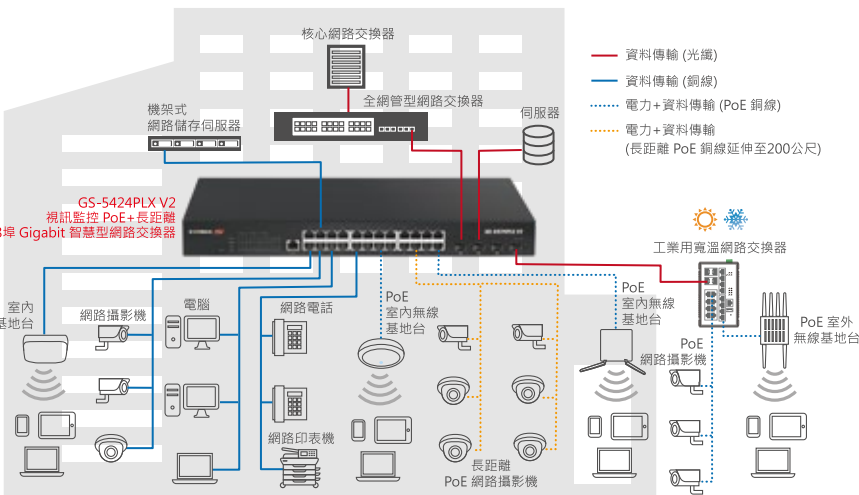 核心網路交換器
全網管型網路交換器
機架式
網路儲存伺服器
伺服器
資料傳輸 (光纖)
資料傳輸 (銅線)
電力+資料傳輸 (PoE 銅線)
電力+資料傳輸
(長距離 PoE 銅線延伸至200公尺)
GS-5424PLX V2
視訊監控 PoE+長距離
埠 Gigabit 智慧型網路交換器
工業用寬溫網路交換器
室內
基地台
網路攝影機
電腦
網路電話
PoE
室內無線
基地台
PoE
室內無線
基地台
PoE
網路攝影機
PoE 室外
無線基地台
網路印表機
長距離
PoE 網路攝影機